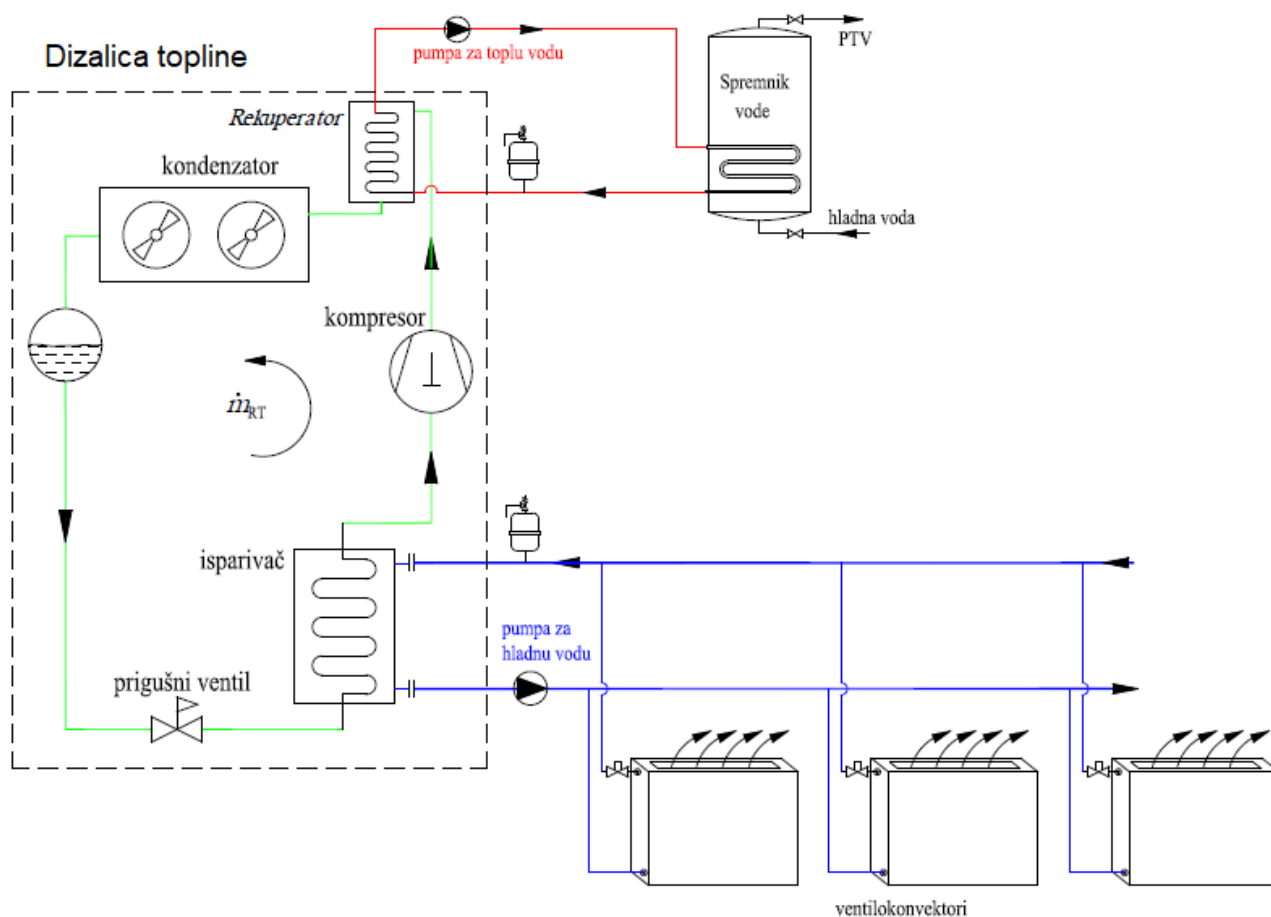 Dizalica topline
pumpa za toplu vodu
PTV
Spremnik
vode
Rekuperator
kondenzator
hladna voda
kompresor
ṁRT
isparivač
pumpa za
hladnu vodu
prigušni ventil
ventilokonvektori